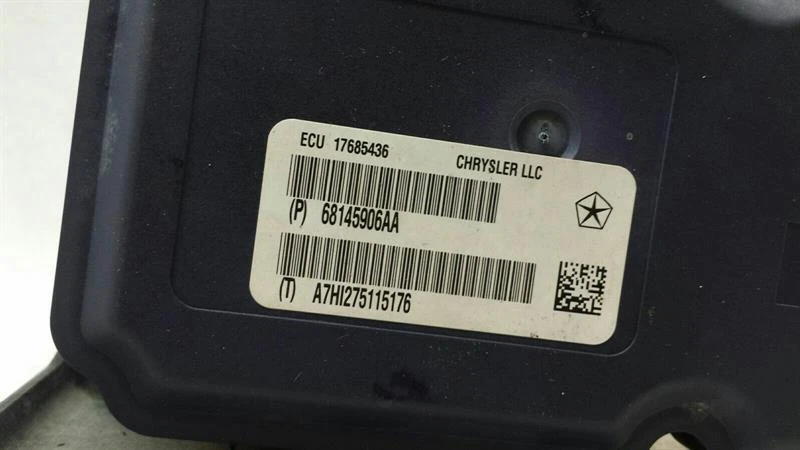 ECU 17685436 CHRYSLER LLC
(P) 68145906AA
(T) A7HI275115176